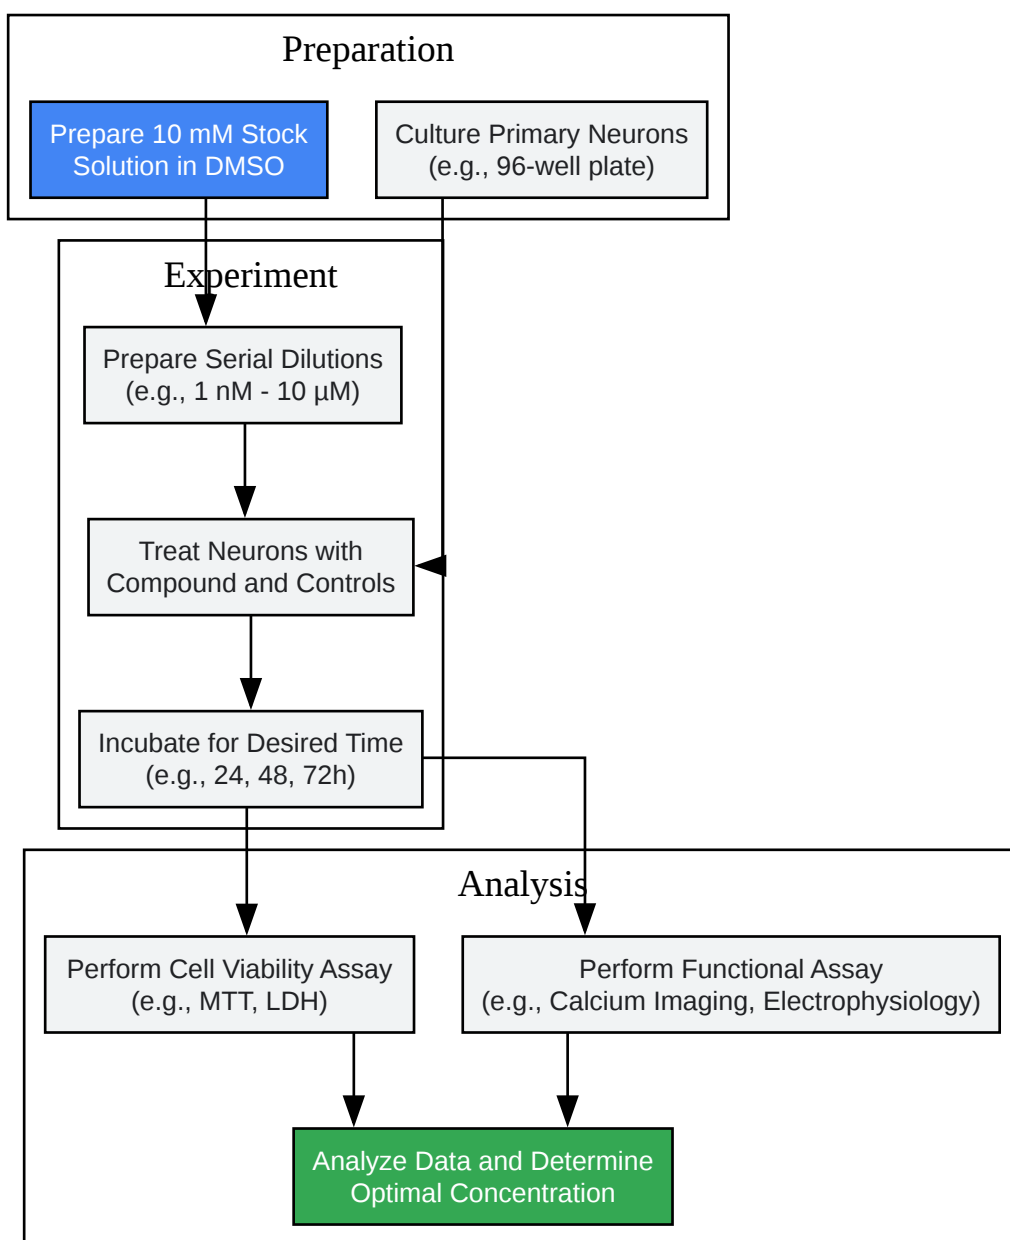 Preparation
Prepare 10 mM Stock
Solution in DMSO
Culture Primary Neurons
(e.g., 96-well plate)
Experiment
Prepare Serial Dilutions
(e.g., 1 nM - 10 µM)
Treat Neurons with
Compound and Controls
Incubate for Desired Time
(e.g., 24, 48, 72h)
Analysis
Perform Cell Viability Assay
(e.g., MTT, LDH)
Perform Functional Assay
(e.g., Calcium Imaging, Electrophysiology)
Analyze Data and Determine
Optimal Concentration